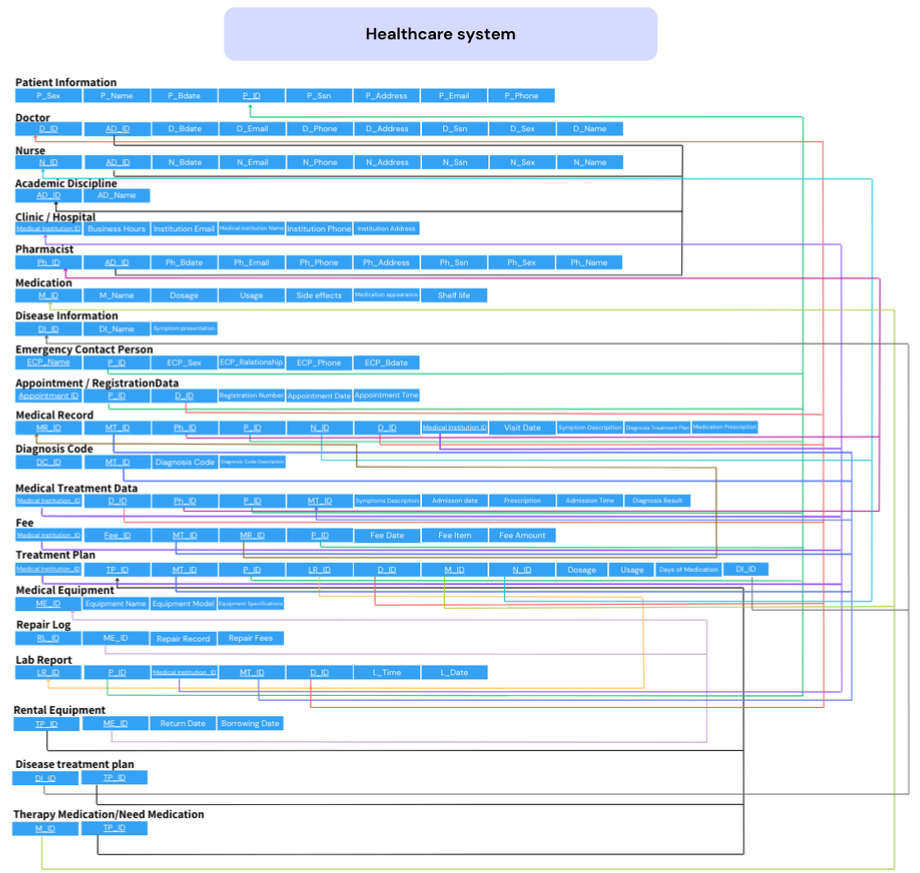 Healthcare system
Patient Information
P_Sex P_Name P_Bdate P_ID P_Ssn P_Address P_Email P_Phone
Doctor
D_ID AD_ID D_Bdate D_Email D_Phone D_Address D_Ssn D_Sex D_Name
Nurse
N_ID AD_ID N_Bdate N_Email N_Phone N_Address N_Ssn N_Sex N_Name
Academic Discipline
AD_ID AD_Name
Clinic / Hospital
Medical Institution ID Business Hours Institution Email Medical Institution Name Institution Phone Institution Address
Pharmacist
Ph_ID AD_ID Ph_Bdate Ph_Email Ph_Phone Ph_Address Ph_Ssn Ph_Sex Ph_Name
Medication
M_ID M_Name Dosage Usage Side effects Medication appearance Shelf life
Disease Information
DI_ID DI_Name Symptom presentation
Emergency Contact Person
ECP_Name P_ID ECP_Sex ECP_Ralationship ECP_Phone ECP_Bdate
Appointment / RegistrationData
Appointment ID P_ID D_ID Registration Number Appointment Date Appointment Time
Medical Record
MR_ID MT_ID Ph_ID P_ID N_ID D_ID Medical Institution ID Visit Date Symptom Description Diagnosis Treatment Plan Medication Prescription
Diagnosis Code
DC_ID MT_ID Diagnosis Code Diagnosis Code Description
Medical Treatment Data
Medical Institution_ID D_ID Ph_ID P_ID MT_ID Symptoms Description Admisson date Prescription Admission Time Diagnosis Result
Fee
Medical Institution_ID Fee_ID MT_ID MR_ID P_ID Fee Date Fee Item Fee Amount
Treatment Plan
Medical Institution_ID TP_ID MT_ID P_ID LR_ID D_ID M_ID N_ID Dosage Usage Days of Medication DI_ID
Medical Equipment
ME_ID Equipment Name Equipment Model Equipment Specifications
Repair Log
RL_ID ME_ID Repair Record Repair Fees
Lab Report
LR_ID P_ID Medical Institution_ID MT_ID D_ID L_Time L_Date
Rental Equipment
TP_ID ME_ID Return Date Borrowing Date
Disease treatment plan
DI_ID TP_ID
Therapy Medication/Need Medication
M_ID TP_ID